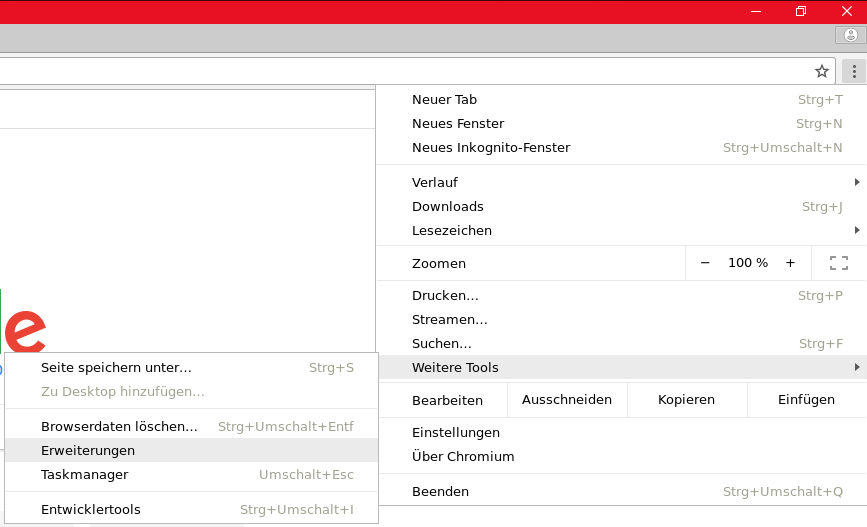 Neuer Tab Strg+T
Neues Fenster Strg+N
Neues Inkognito-Fenster Strg+Umschalt+N
Verlauf
Downloads Strg+J
Lesezeichen
Zoomen − 100 % +
Drucken... Strg+P
Streamen...
Suchen... Strg+F
Weitere Tools
Bearbeiten Ausschneiden Kopieren Einfügen
Einstellungen
Über Chromium
Beenden Strg+Umschalt+Q
e
Seite speichern unter... Strg+S
Zu Desktop hinzufügen...
Browserdaten löschen... Strg+Umschalt+Entf
Erweiterungen
Taskmanager Umschalt+Esc
Entwicklertools Strg+Umschalt+I